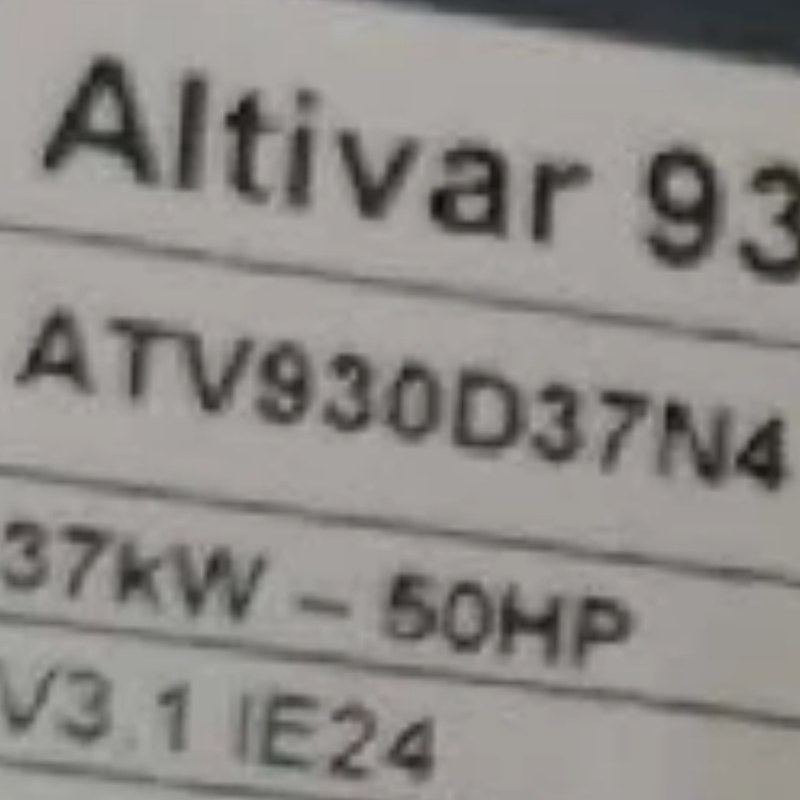 Altivar 93
ATV930D37N4
37kW – 50HP
V3.1 IE24